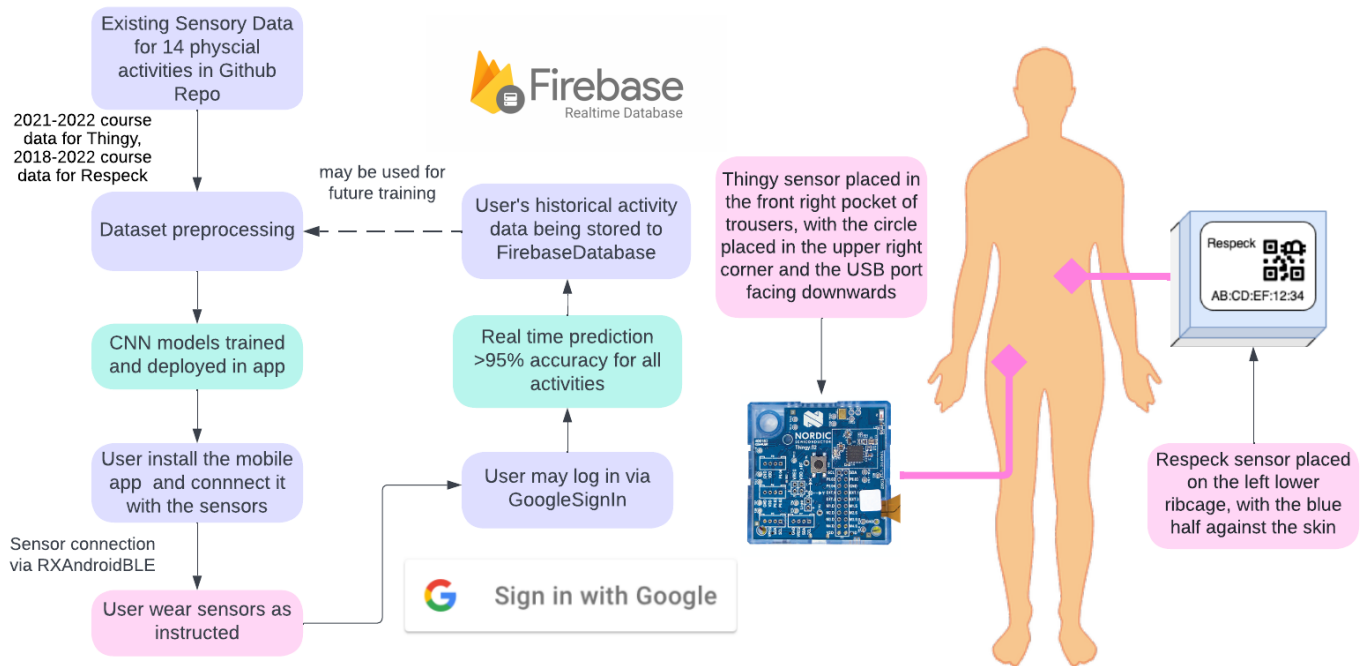 Existing Sensory Data
for 14 physcial
activities in Github
Repo
2021-2022 course
data for Thingy,
2018-2022 course
data for Respeck
Dataset preprocessing
CNN models trained
and deployed in app
User install the mobile
app and connnect it
with the sensors
Sensor connection
via RXAndroidBLE
User wear sensors as
instructed
Firebase
Realtime Database
may be used for
future training
User's historical activity
data being stored to
FirebaseDatabase
Real time prediction
>95% accuracy for all
activities
User may log in via
GoogleSignIn
Sign in with Google
Thingy sensor placed in
the front right pocket of
trousers, with the circle
placed in the upper right
corner and the USB port
facing downwards
NORDIC
SEMICONDUCTOR
Thingy:52
Respeck
AB:CD:EF:12:34
Respeck sensor placed
on the left lower
ribcage, with the blue
half against the skin